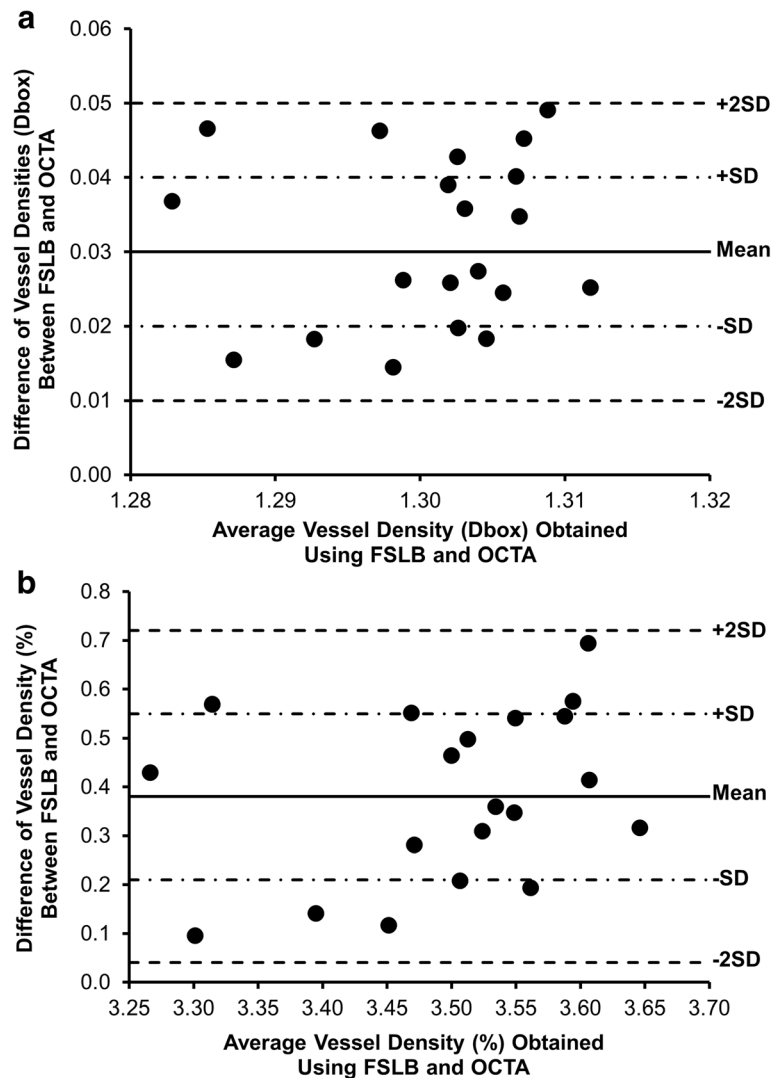 a
Difference of Vessel Densities (Dbox)
Between FSLB and OCTA
0.06
0.05
0.04
0.03
0.02
0.01
0.00
+2SD
+SD
Mean
-SD
-2SD
1.28 1.29 1.30 1.31 1.32
Average Vessel Density (Dbox) Obtained
Using FSLB and OCTA
b
Difference of Vessel Density (%)
Between FSLB and OCTA
0.8
0.7
0.6
0.5
0.4
0.3
0.2
0.1
0.0
+2SD
+SD
Mean
-SD
-2SD
3.25 3.30 3.35 3.40 3.45 3.50 3.55 3.60 3.65 3.70
Average Vessel Density (%) Obtained
Using FSLB and OCTA